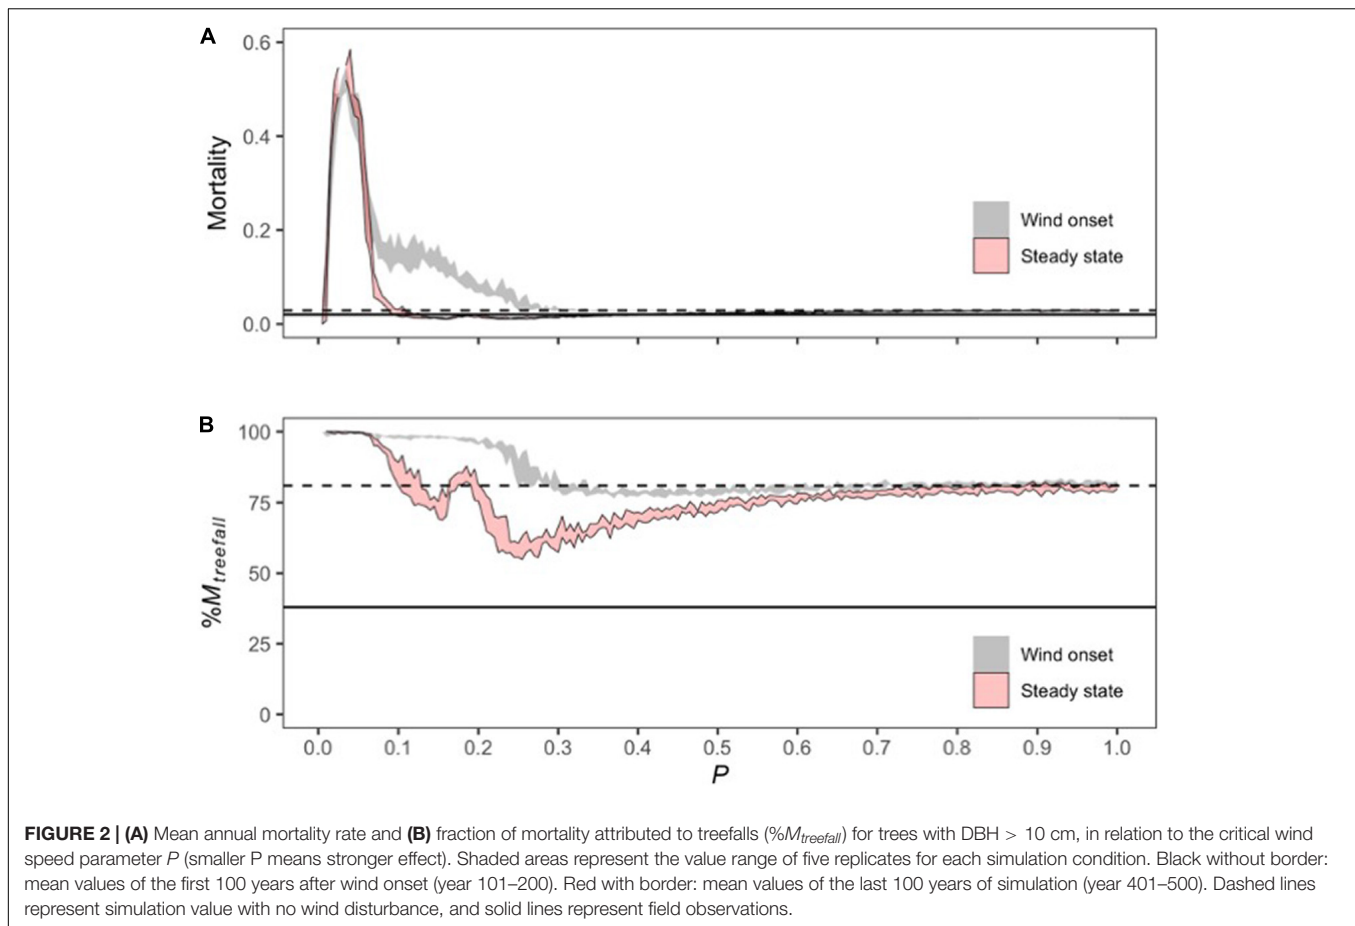 A
0.6
0.4
0.2
0.0
Mortality
Wind onset
Steady state
B
100
75
50
25
0
%Mtreefall
Wind onset
Steady state
0.0 0.1 0.2 0.3 0.4 0.5 0.6 0.7 0.8 0.9 1.0
P
FIGURE 2 | (A) Mean annual mortality rate and (B) fraction of mortality attributed to treefalls (%Mtreefall) for trees with DBH > 10 cm, in relation to the critical wind
speed parameter P (smaller P means stronger effect). Shaded areas represent the value range of five replicates for each simulation condition. Black without border:
mean values of the first 100 years after wind onset (year 101–200). Red with border: mean values of the last 100 years of simulation (year 401–500). Dashed lines
represent simulation value with no wind disturbance, and solid lines represent field observations.